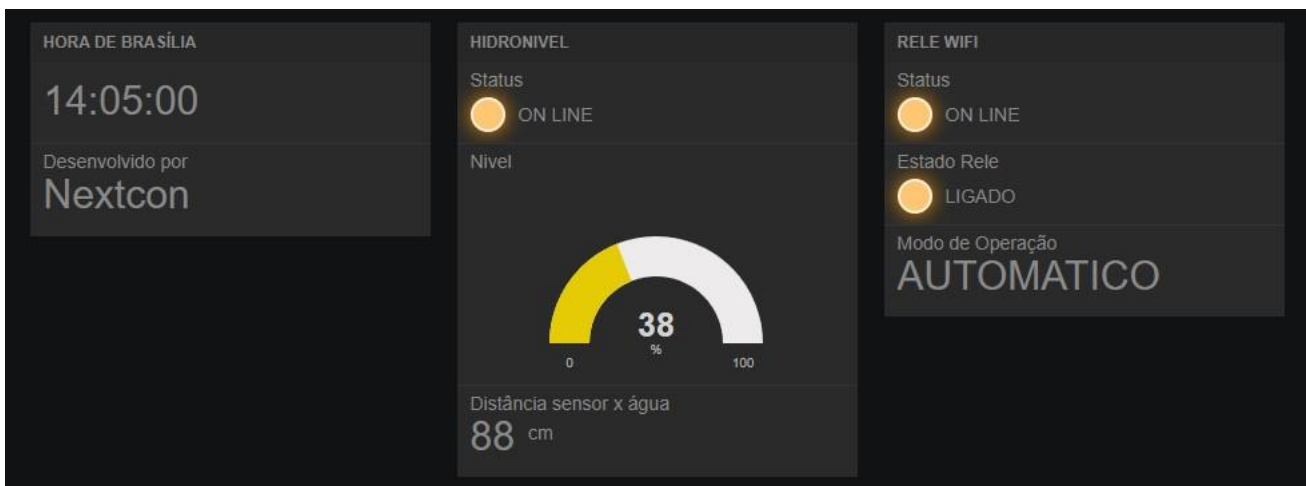 HORA DE BRASÍLIA
14:05:00
Desenvolvido por
Nextcon
HIDRONIVEL
Status
ON LINE
Nivel
38
%
0
100
Distância sensor x água
88 cm
RELE WIFI
Status
ON LINE
Estado Rele
LIGADO
Modo de Operação
AUTOMATICO